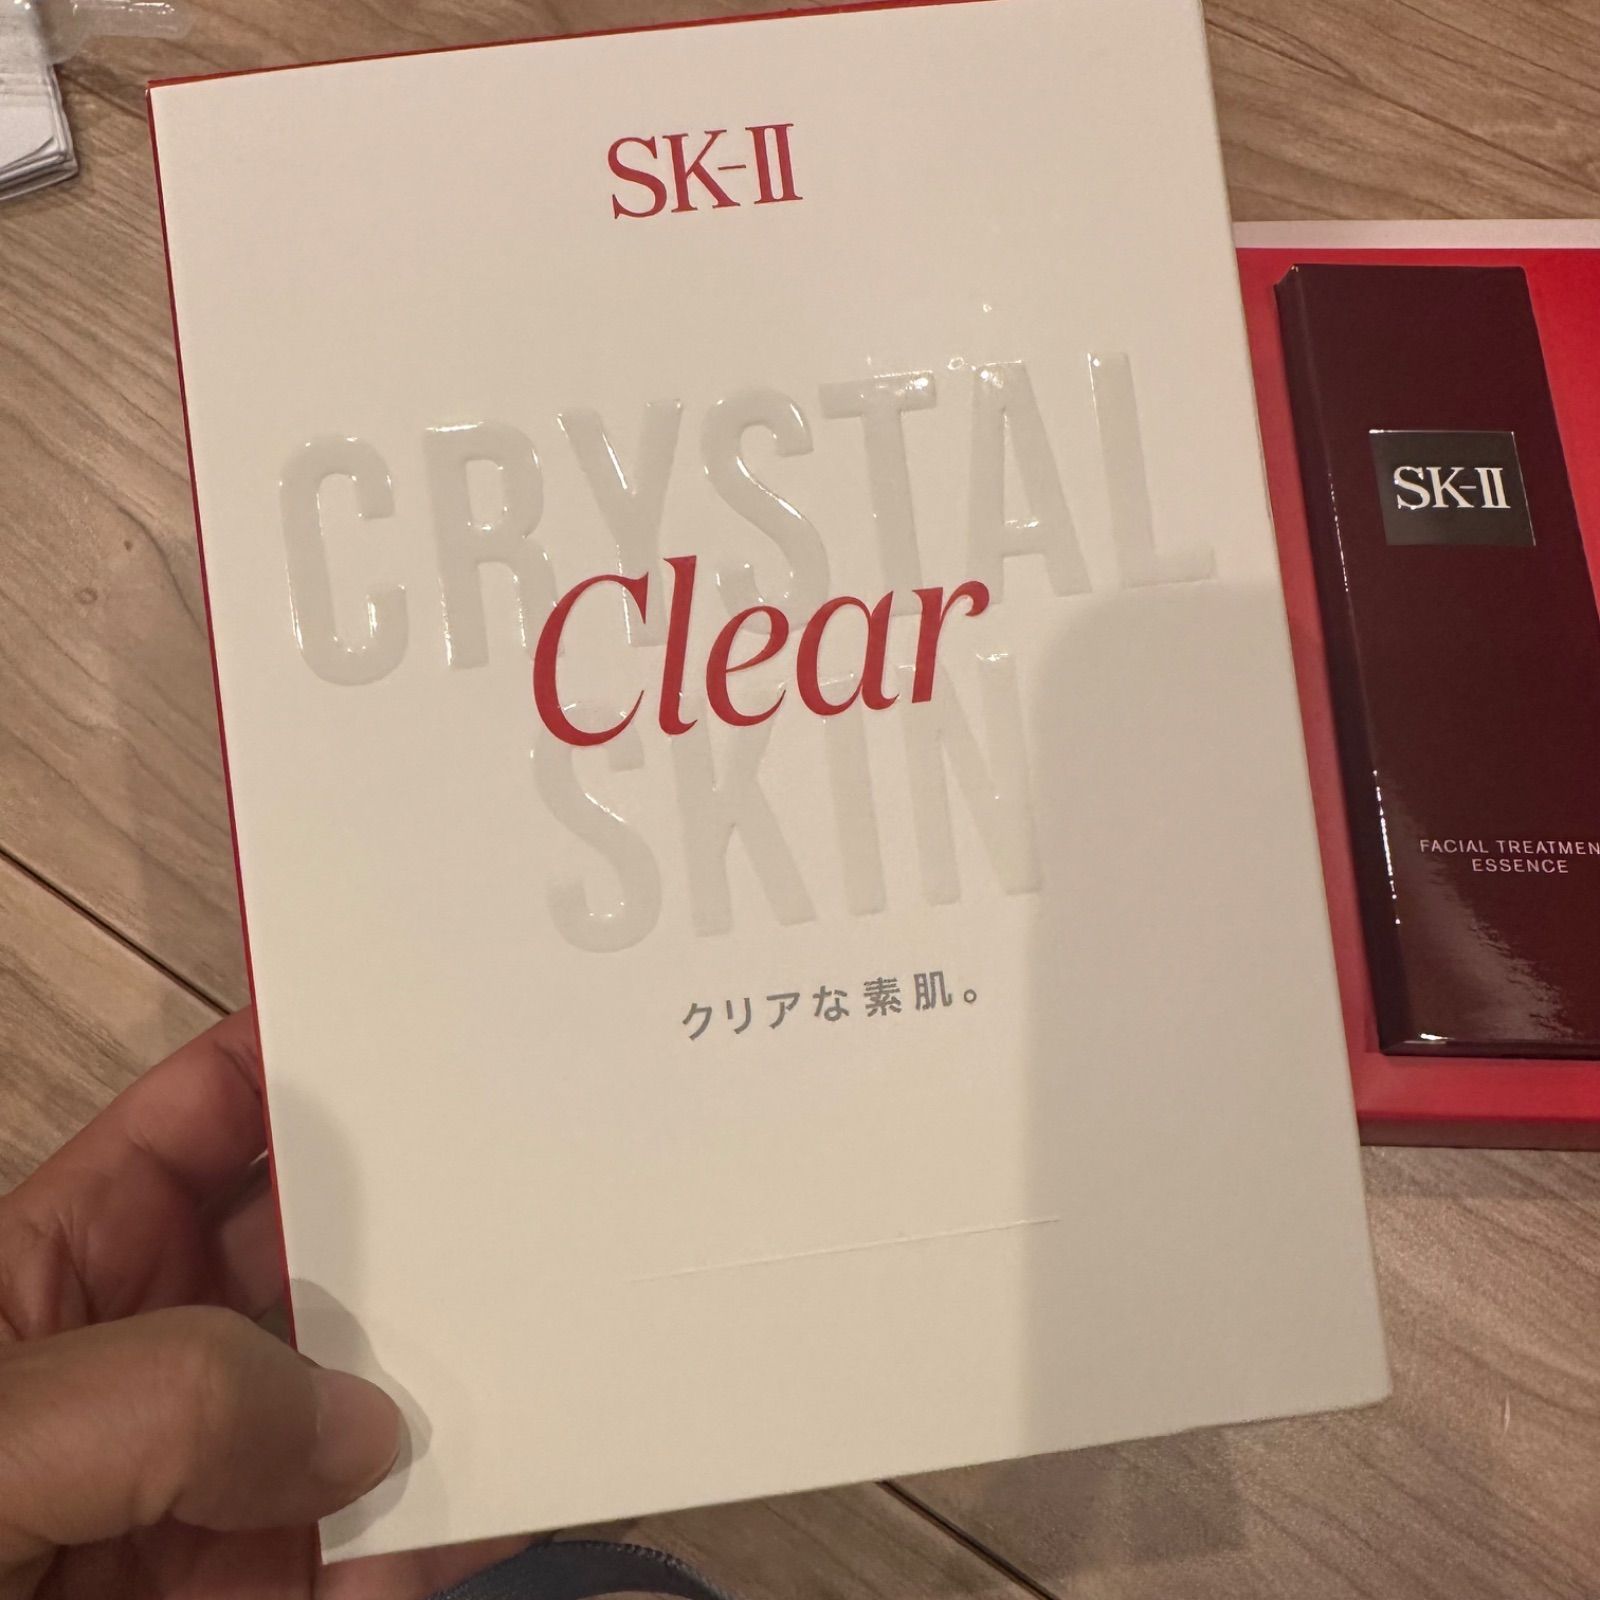 SK-II
CRYSTAL
Clear
SKIN
クリアな素肌。
SK-II
FACIAL TREATMEN
ESSENCE